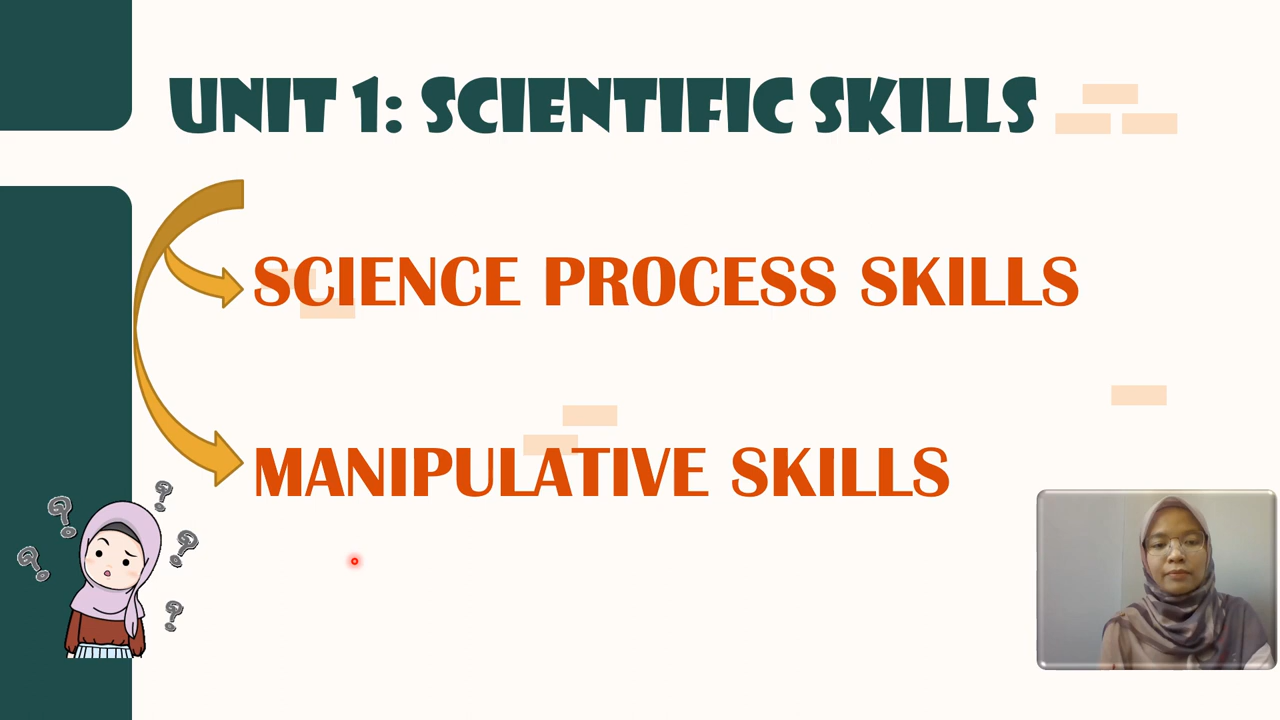 UNIT 1: SCIENTIFIC SKILLS
SCIENCE PROCESS SKILLS
MANIPULATIVE SKILLS